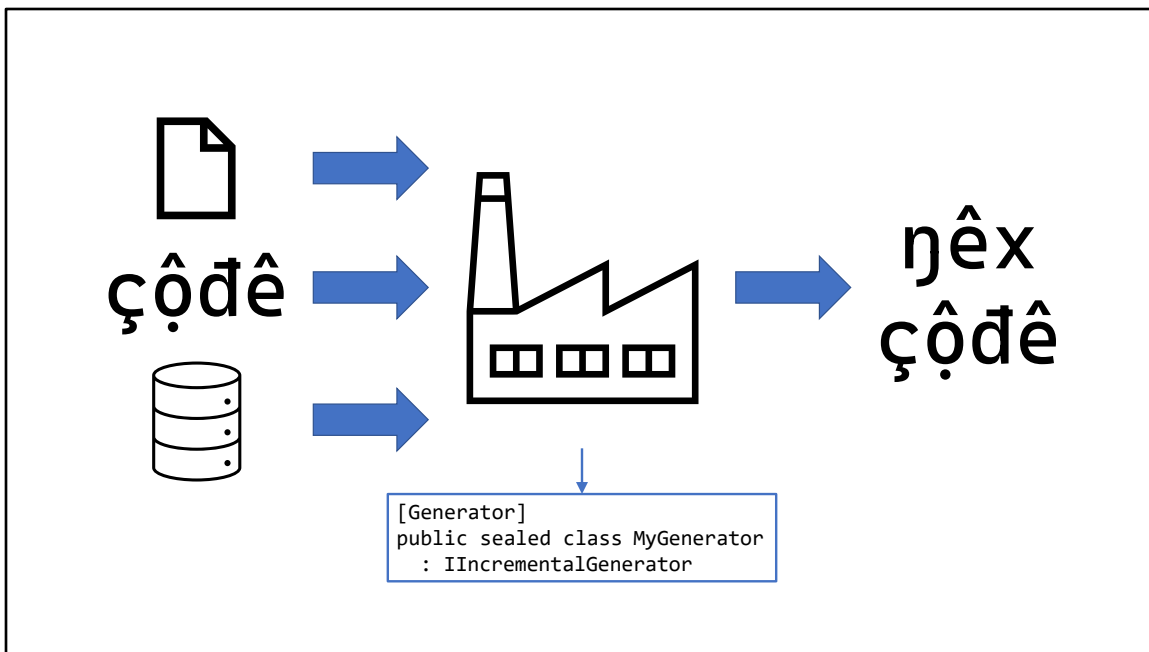 çộđê
ŋêx
çộđê
[Generator]
public sealed class MyGenerator
  : IIncrementalGenerator